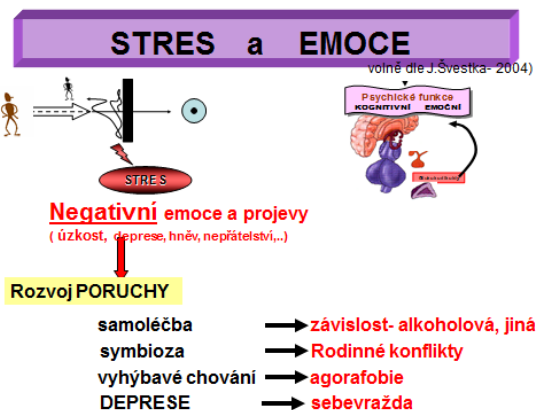 STRES a EMOCE
volně dle J.Švestka- 2004)
Psychické funkce
KOGNITIVNÍ EMOČNÍ
STRES
Negativní emoce a projevy
( úzkost, deprese, hněv, nepřátelství,..)
Rozvoj PORUCHY
samoléčba závislost- alkoholová, jiná
symbioza Rodinné konflikty
vyhýbavé chování agorafobie
DEPRESE sebevražda